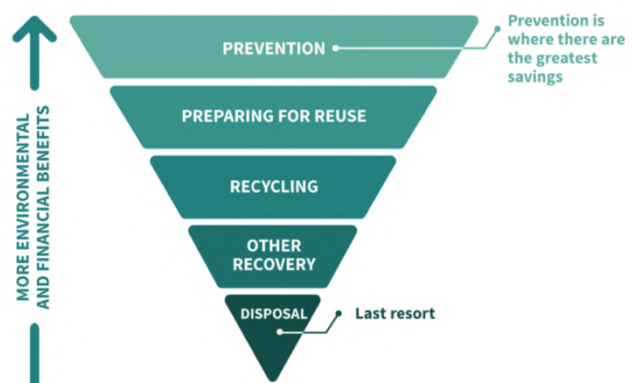 PREVENTION
Prevention is
where there are
the greatest
savings
PREPARING FOR REUSE
RECYCLING
OTHER
RECOVERY
DISPOSAL
Last resort
MORE ENVIRONMENTAL
AND FINANCIAL BENEFITS